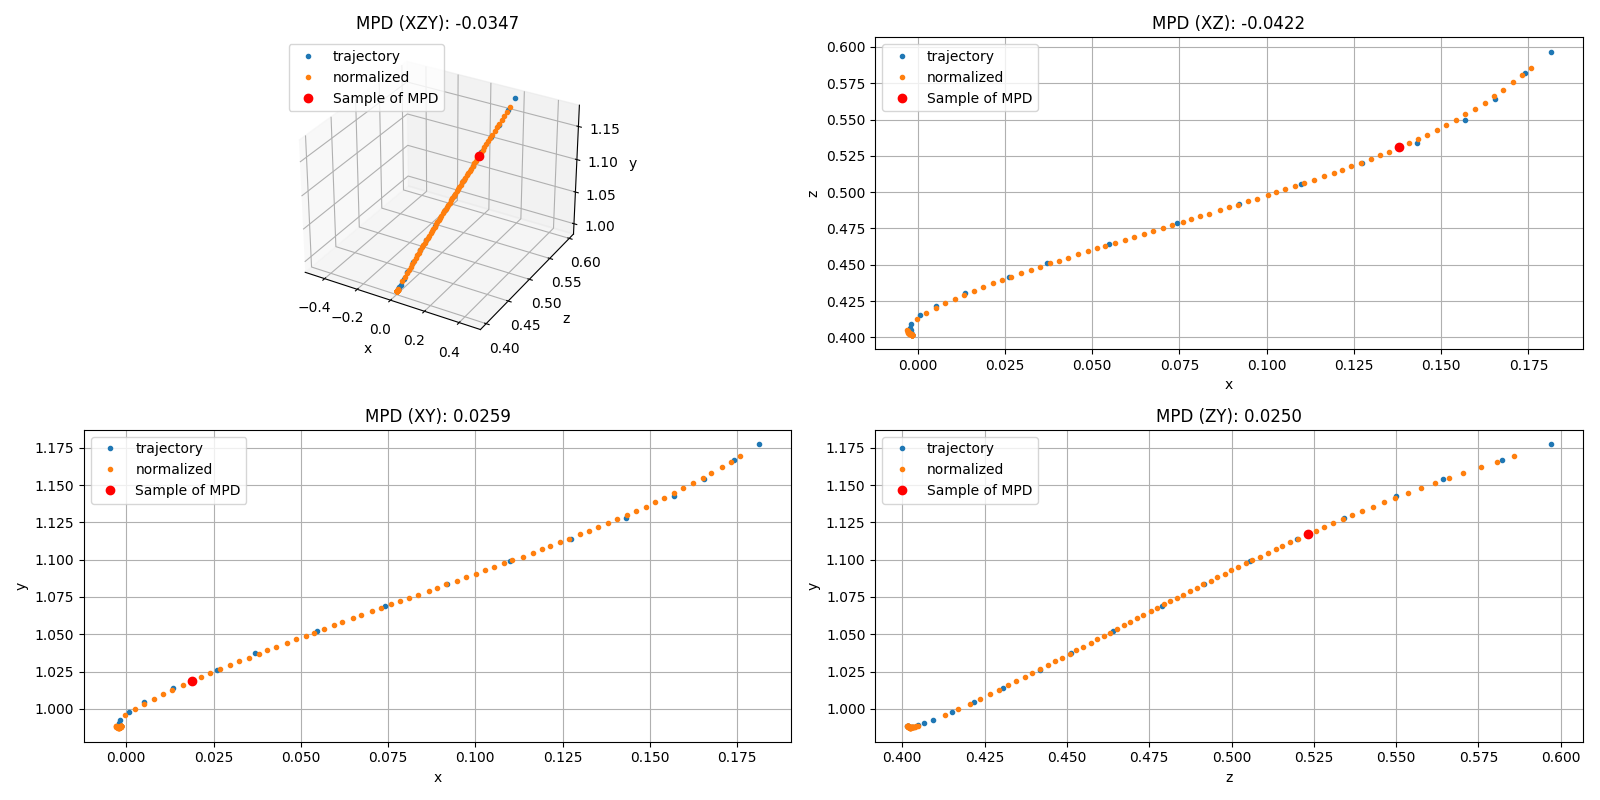 MPD (XZY): -0.0347
trajectory
normalized
Sample of MPD
1.15
1.10
1.05
1.00
y
0.60
0.55
0.50
0.45
0.40
z
−0.4
−0.2
0.0
0.2
0.4
x
MPD (XZ): -0.0422
trajectory
normalized
Sample of MPD
0.600
0.575
0.550
0.525
0.500
0.475
0.450
0.425
0.400
z
0.000 0.025 0.050 0.075 0.100 0.125 0.150 0.175
x
MPD (XY): 0.0259
trajectory
normalized
Sample of MPD
1.175
1.150
1.125
1.100
1.075
1.050
1.025
1.000
y
0.000 0.025 0.050 0.075 0.100 0.125 0.150 0.175
x
MPD (ZY): 0.0250
trajectory
normalized
Sample of MPD
1.175
1.150
1.125
1.100
1.075
1.050
1.025
1.000
y
0.400 0.425 0.450 0.475 0.500 0.525 0.550 0.575 0.600
z